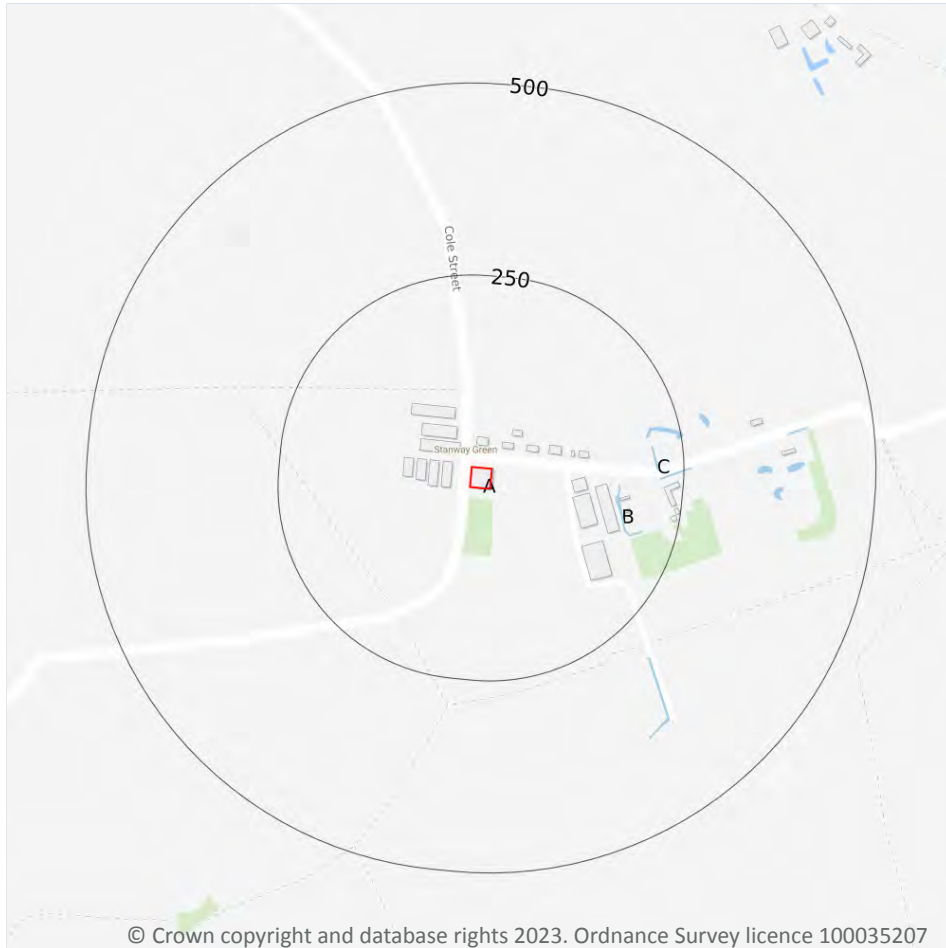 500
Cole Street
250
Stanway Green
C
A
B
© Crown copyright and database rights 2023. Ordnance Survey licence 100035207